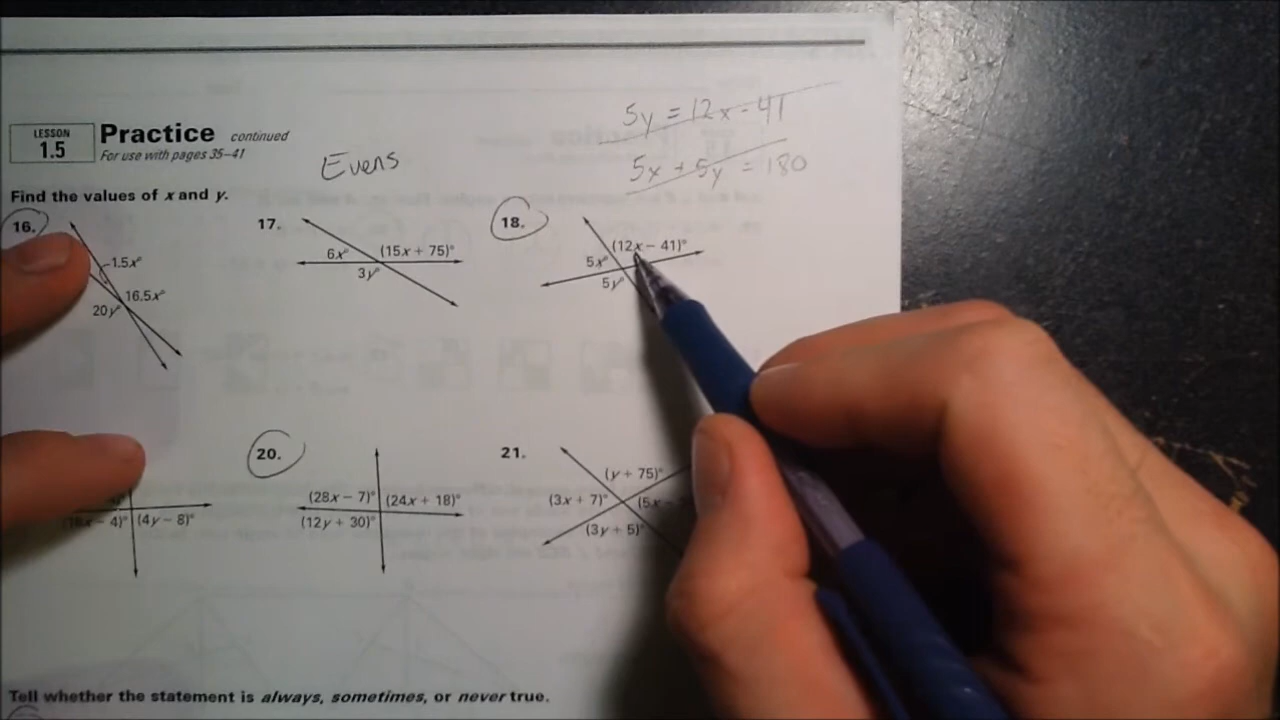 LESSON
1.5
Practice continued
For use with pages 35–41
Evens
5y = 12x - 41
5x + 5y = 180
Find the values of x and y.
16.
1.5x°
16.5x°
20y°
17.
6x°
(15x + 75)°
3y°
18.
(12x – 41)°
5x°
5y°
20.
(28x – 7)°
(24x + 18)°
(12y + 30)°
21.
(y + 75)°
(3x + 7)°
(5x –
(3y + 5)°
– 4)°
(4y – 8)°
Tell whether the statement is always, sometimes, or never true.